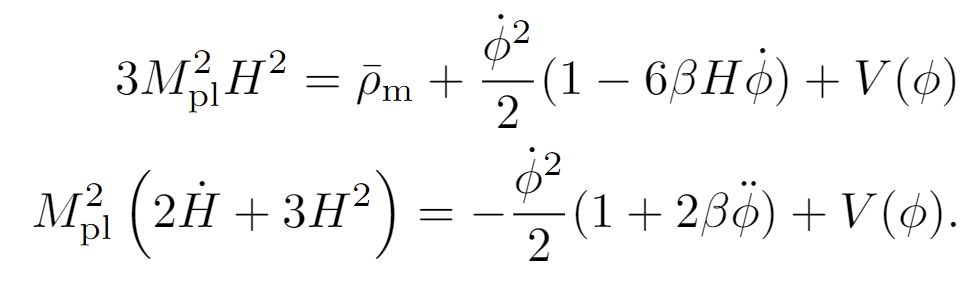 3M_{\rm pl}^2 H^2 = \bar{\rho}_{\rm m} + \frac{\dot{\phi}^2}{2}(1 - 6\beta H\dot{\phi}) + V(\phi)
M_{\rm pl}^2 \left( 2\dot{H} + 3H^2 \right) = -\frac{\dot{\phi}^2}{2}(1 + 2\beta\ddot{\phi}) + V(\phi).